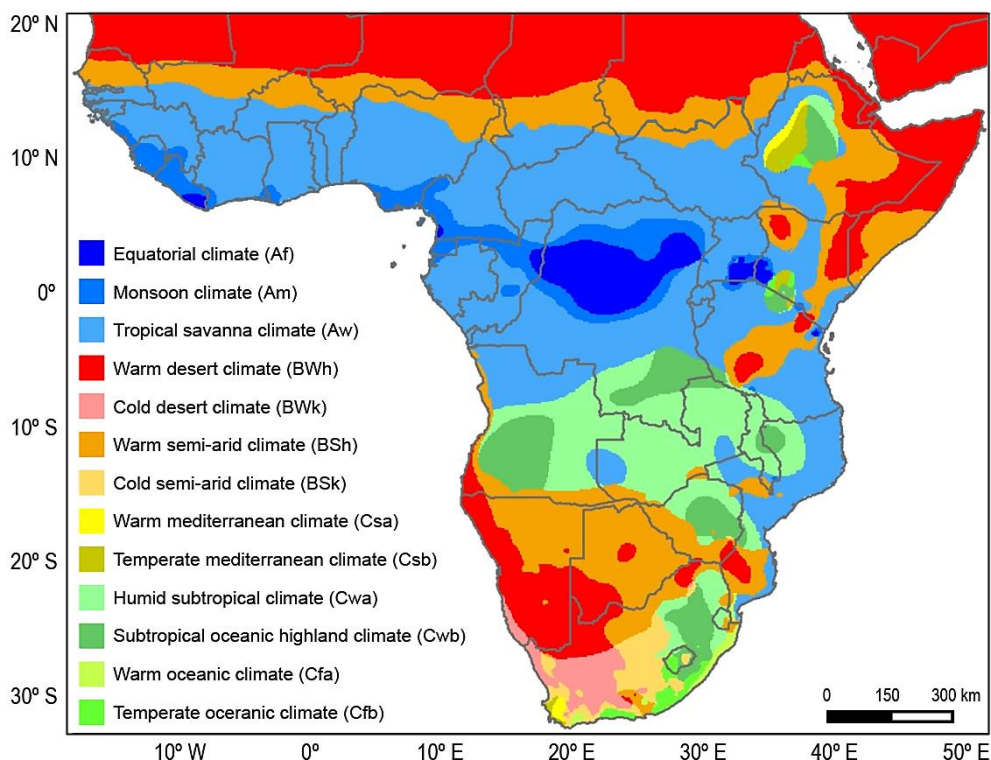 20º N
10º N
0º
10º S
20º S
30º S
Equatorial climate (Af)
Monsoon climate (Am)
Tropical savanna climate (Aw)
Warm desert climate (BWh)
Cold desert climate (BWk)
Warm semi-arid climate (BSh)
Cold semi-arid climate (BSk)
Warm mediterranean climate (Csa)
Temperate mediterranean climate (Csb)
Humid subtropical climate (Cwa)
Subtropical oceanic highland climate (Cwb)
Warm oceanic climate (Cfa)
Temperate oceranic climate (Cfb)
0 150 300 km
10º W 0º 10º E 20º E 30º E 40º E 50º E